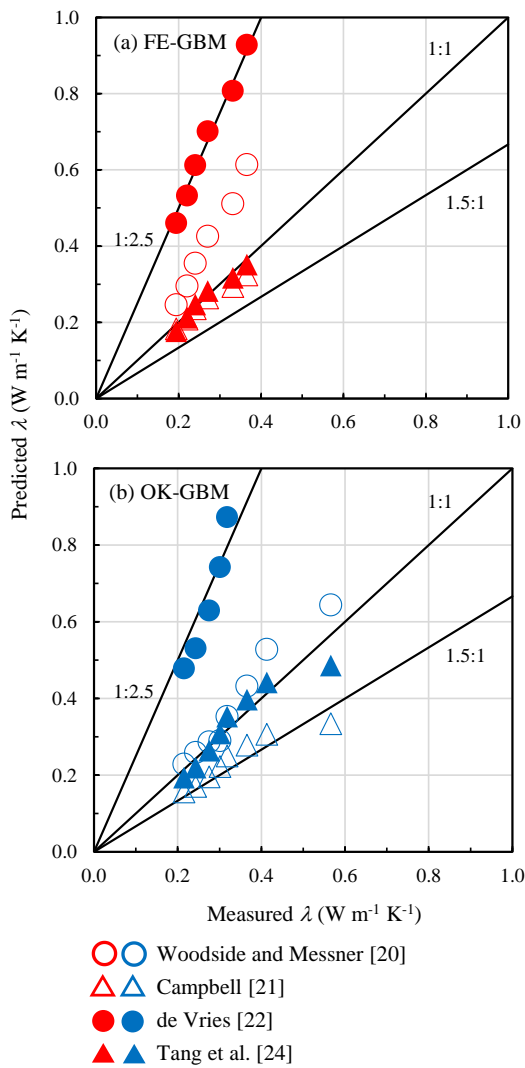 (a) FE-GBM
1:1
1.5:1
1:2.5
1.0
0.8
0.6
0.4
0.2
0.0
0.0 0.2 0.4 0.6 0.8 1.0
Predicted λ (W m⁻¹ K⁻¹)
(b) OK-GBM
1:1
1.5:1
1:2.5
1.0
0.8
0.6
0.4
0.2
0.0
0.0 0.2 0.4 0.6 0.8 1.0
Measured λ (W m⁻¹ K⁻¹)
Woodside and Messner [20]
Campbell [21]
de Vries [22]
Tang et al. [24]